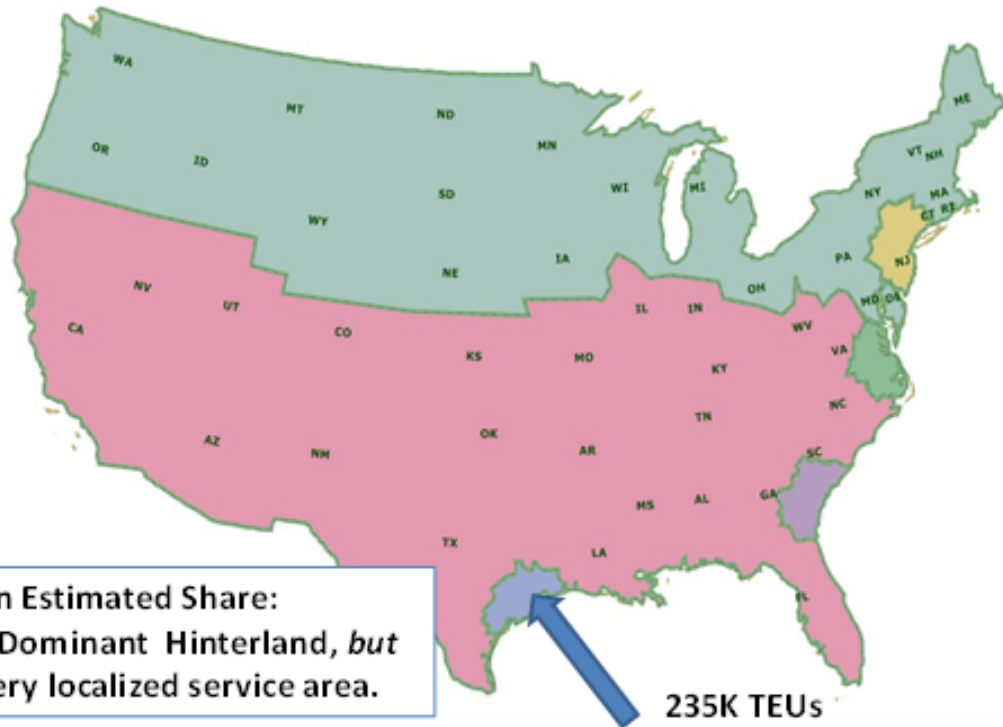 WA
MT
ND
ME
OR
ID
MN
VT
NH
SD
WI
MI
NY
MA
WY
CT
RI
NE
IA
PA
NJ
OH
MD
DE
NV
UT
IL
IN
CA
CO
WV
KS
MO
VA
KY
NC
TN
AZ
NM
OK
AR
SC
MS
AL
GA
TX
LA
FL
n Estimated Share:
Dominant Hinterland, but
ery localized service area.
235K TEUs